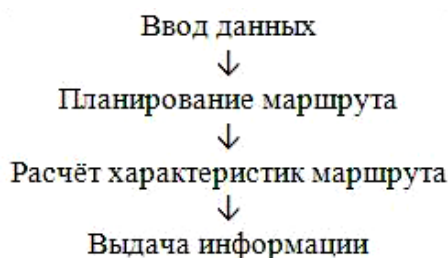 Ввод данных
↓
Планирование маршрута
↓
Расчёт характеристик маршрута
↓
Выдача информации